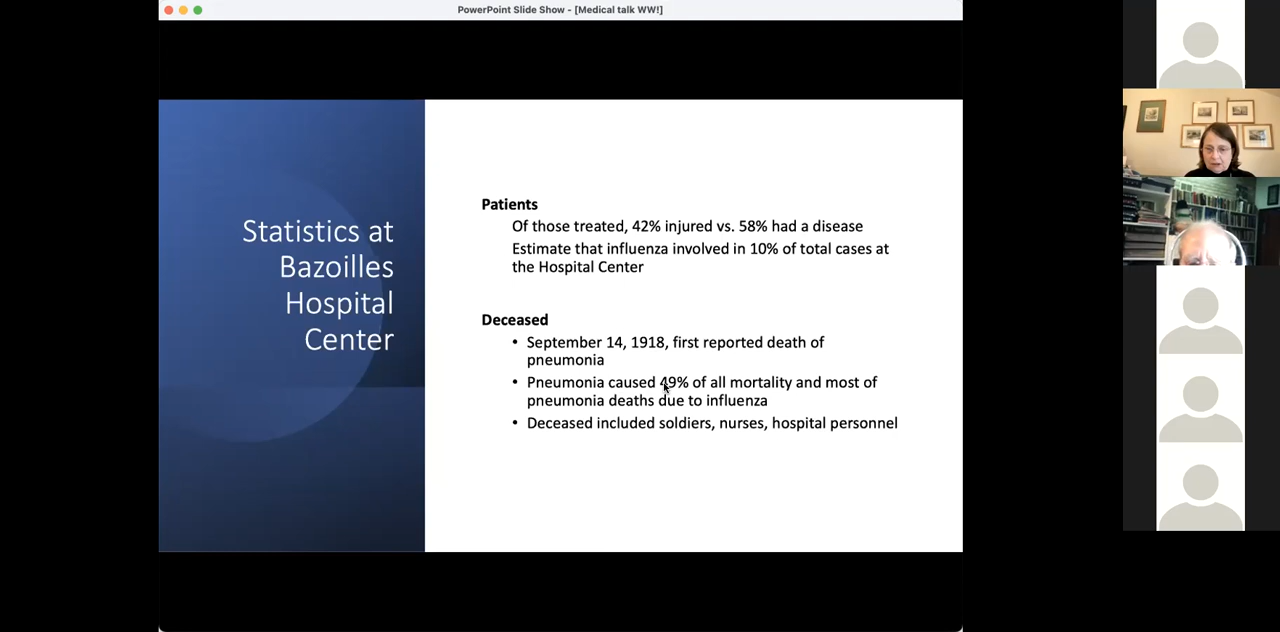 PowerPoint Slide Show - [Medical talk WW!]
Statistics at
Bazoilles
Hospital
Center
Patients
Of those treated, 42% injured vs. 58% had a disease
Estimate that influenza involved in 10% of total cases at
the Hospital Center
Deceased
• September 14, 1918, first reported death of
pneumonia
• Pneumonia caused 49% of all mortality and most of
pneumonia deaths due to influenza
• Deceased included soldiers, nurses, hospital personnel